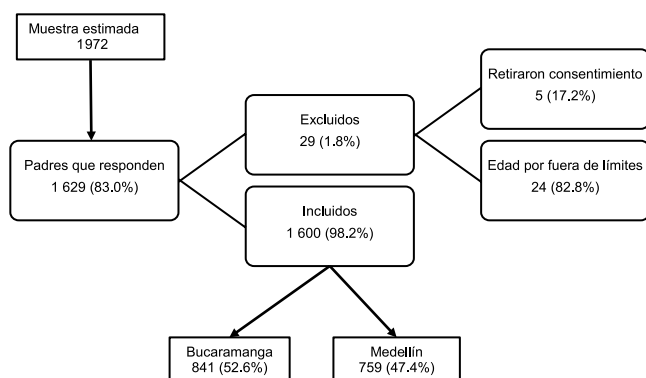 Muestra estimada
1972
Padres que responden
1 629 (83.0%)
Excluidos
29 (1.8%)
Incluidos
1 600 (98.2%)
Retiraron consentimiento
5 (17.2%)
Edad por fuera de límites
24 (82.8%)
Bucaramanga
841 (52.6%)
Medellín
759 (47.4%)